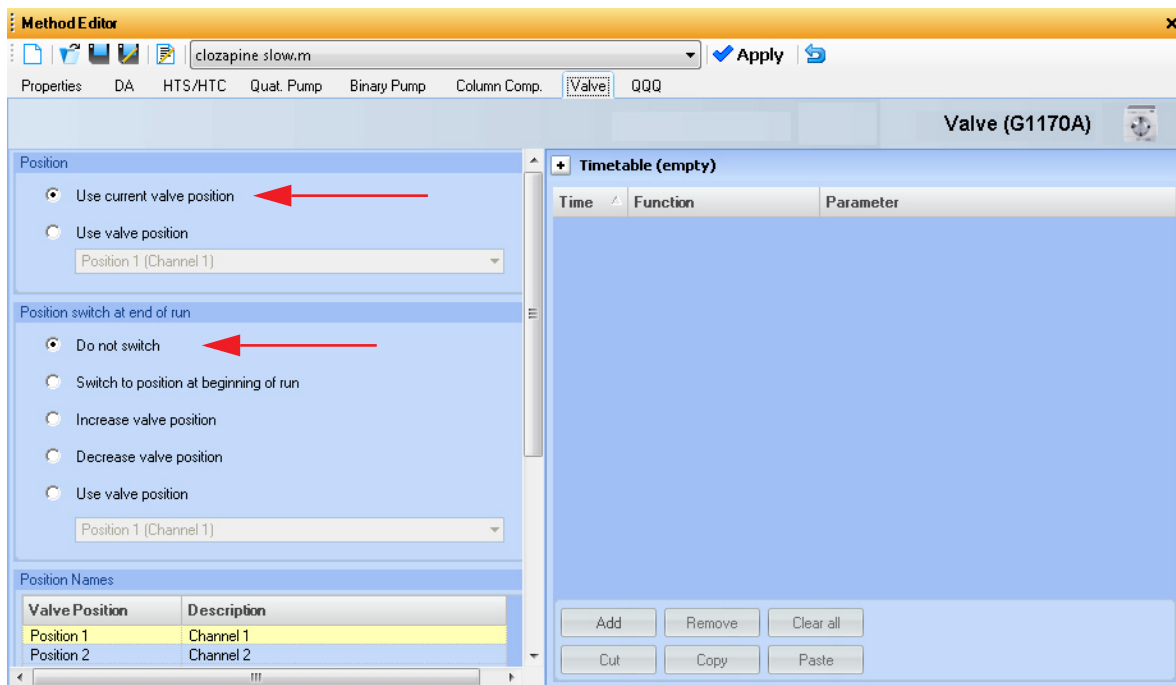 Method Editor
clozapine slow.m Apply
Properties DA HTS/HTC Quat. Pump Binary Pump Column Comp. Valve QQQ
Valve (G1170A)
Position
Use current valve position
Use valve position
Position 1 (Channel 1)
Position switch at end of run
Do not switch
Switch to position at beginning of run
Increase valve position
Decrease valve position
Use valve position
Position 1 (Channel 1)
Position Names
Valve Position Description
Position 1 Channel 1
Position 2 Channel 2
Timetable (empty)
Time Function Parameter
Add Remove Clear all
Cut Copy Paste